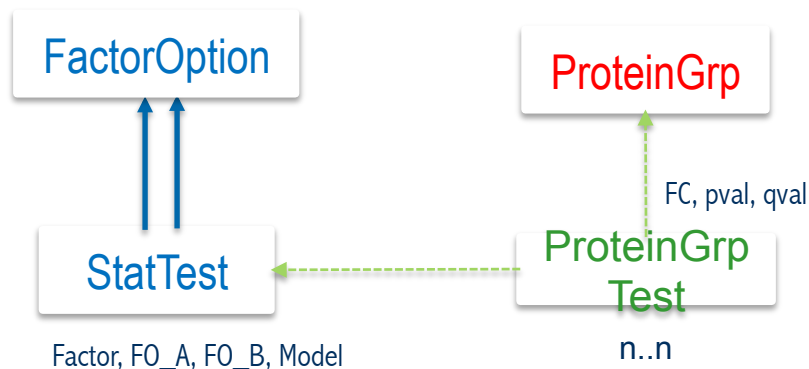 FactorOption
ProteinGrp
FC, pval, qval
StatTest
ProteinGrp
Test
Factor, FO_A, FO_B, Model
n..n